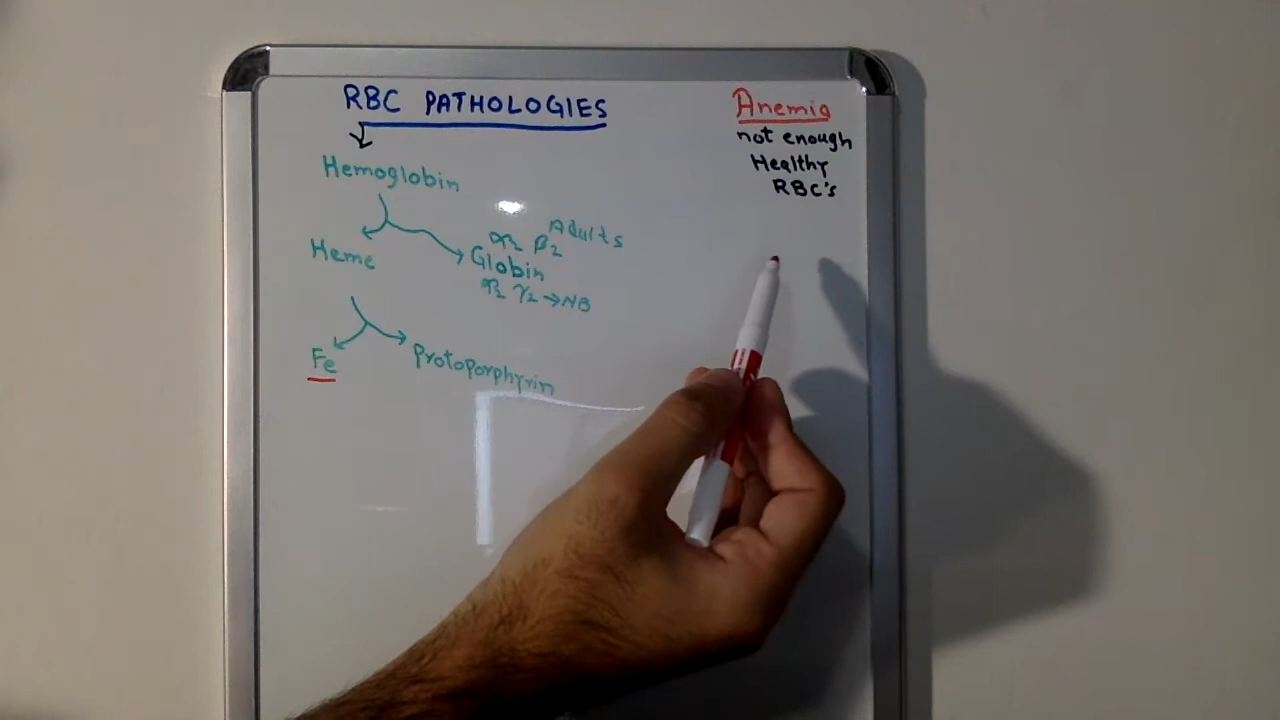 RBC PATHOLOGIES
Hemoglobin
Heme
α2 β2 Adults
Globin
α2 γ2 → NB
Fe
Protoporphyrin
Anemia
not enough
Healthy
RBC's